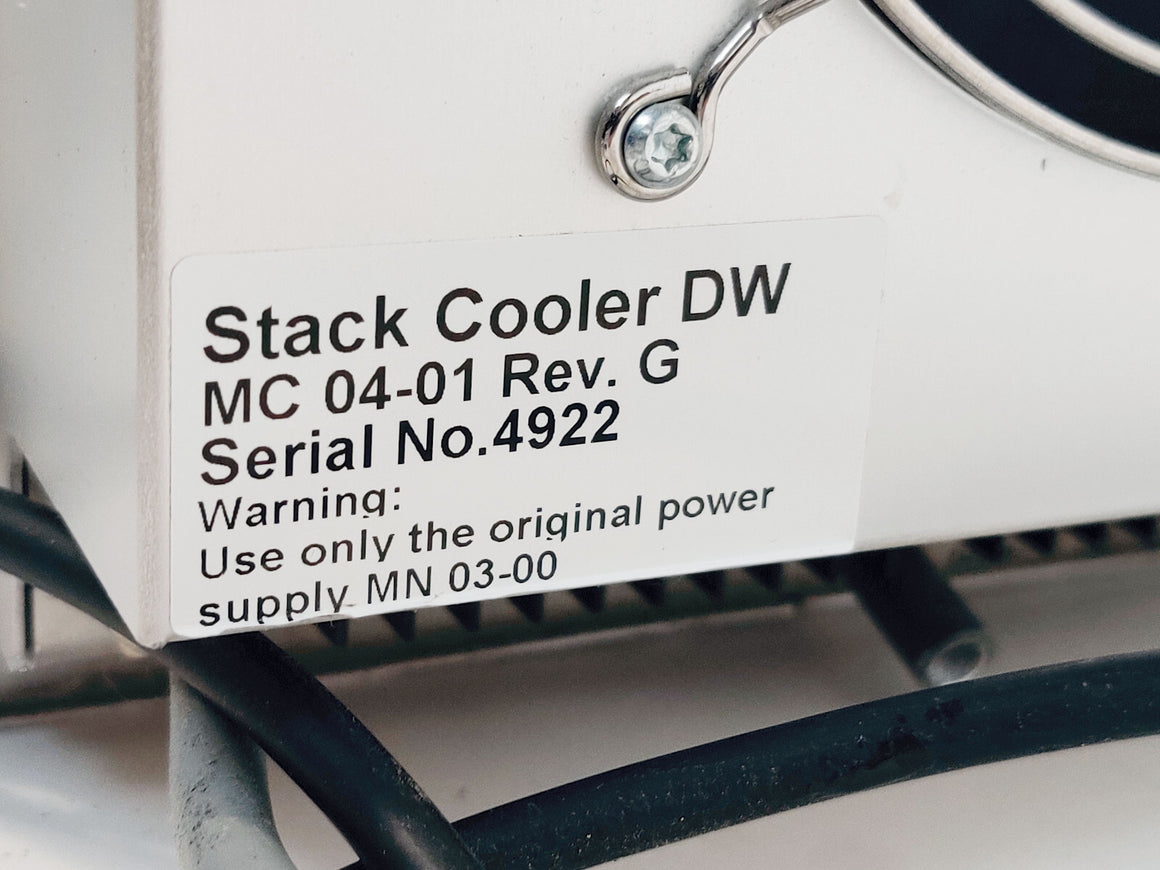 Stack Cooler DW
MC 04-01 Rev. G
Serial No.4922
Warning:
Use only the original power
supply MN 03-00